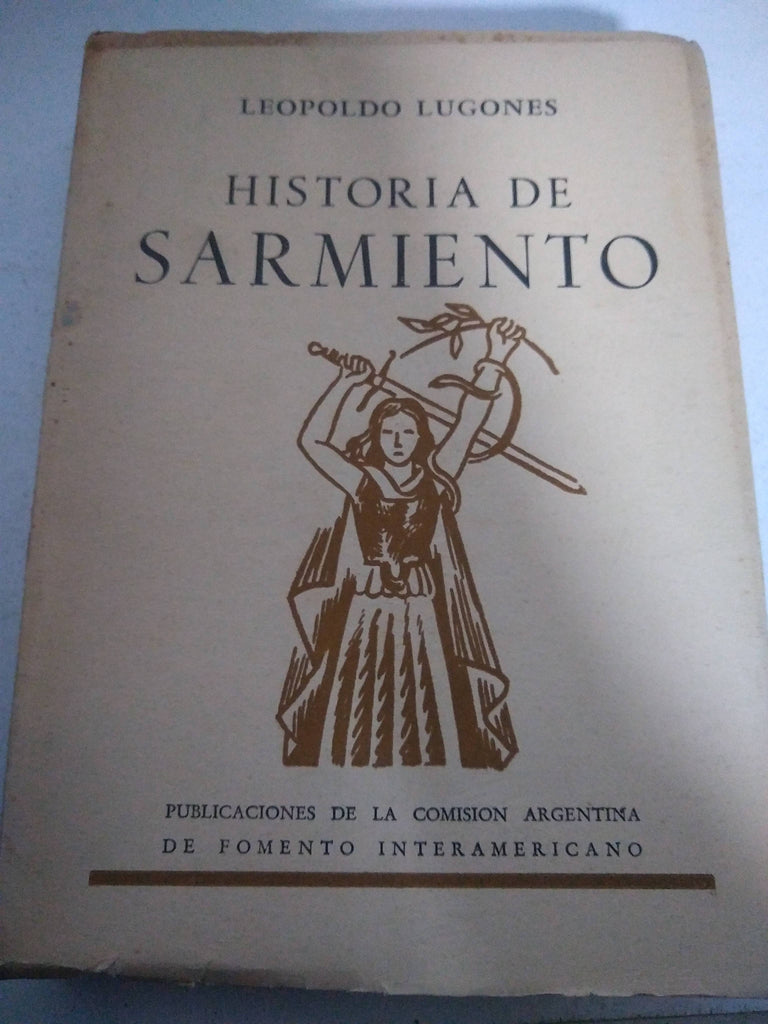 LEOPOLDO LUGONES
HISTORIA DE
SARMIENTO
PUBLICACIONES DE LA COMISION ARGENTINA
DE FOMENTO INTERAMERICANO